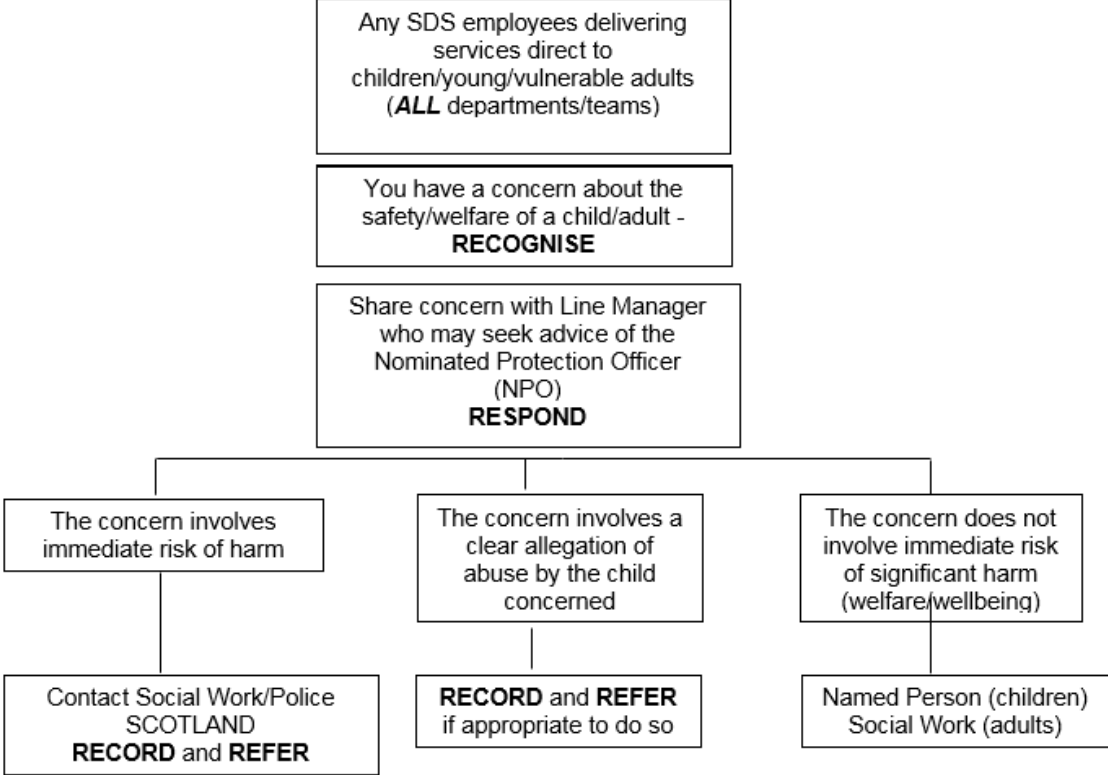 Any SDS employees delivering
services direct to
children/young/vulnerable adults
(ALL departments/teams)
You have a concern about the
safety/welfare of a child/adult -
RECOGNISE
Share concern with Line Manager
who may seek advice of the
Nominated Protection Officer
(NPO)
RESPOND
The concern involves
immediate risk of harm
The concern involves a
clear allegation of
abuse by the child
concerned
The concern does not
involve immediate risk
of significant harm
(welfare/wellbeing)
Contact Social Work/Police
SCOTLAND
RECORD and REFER
RECORD and REFER
if appropriate to do so
Named Person (children)
Social Work (adults)